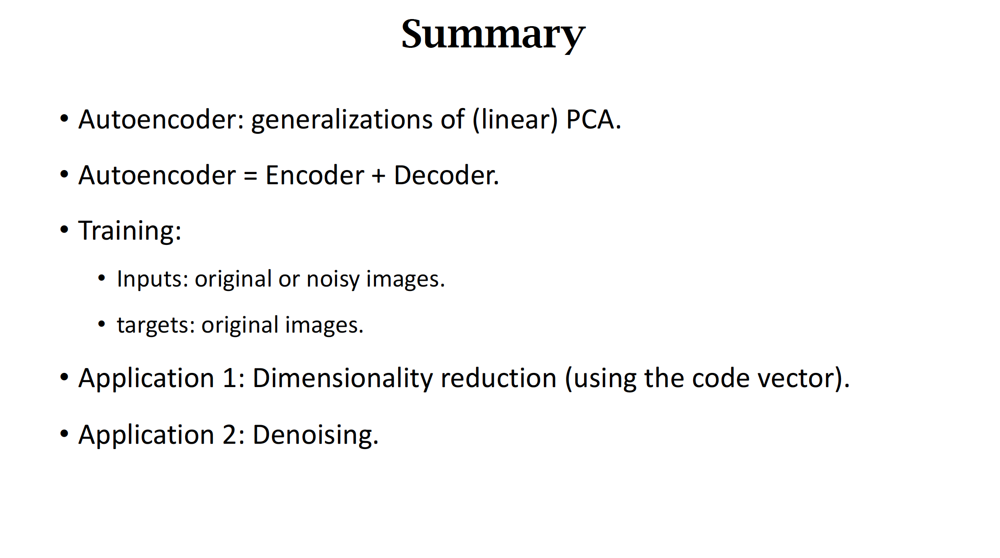 Summary
• Autoencoder: generalizations of (linear) PCA.
• Autoencoder = Encoder + Decoder.
• Training:
• Inputs: original or noisy images.
• targets: original images.
• Application 1: Dimensionality reduction (using the code vector).
• Application 2: Denoising.